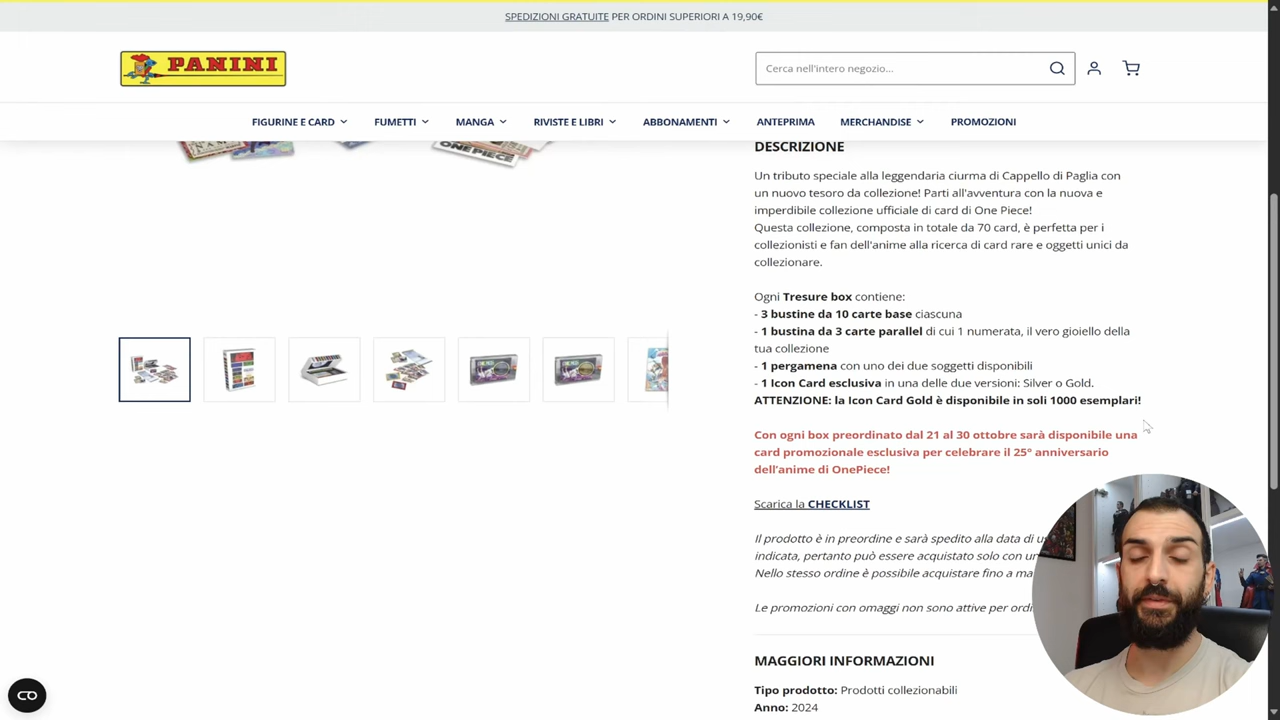 SPEDIZIONI GRATUITE PER ORDINI SUPERIORI A 19,90€
PANINI
Cerca nell'intero negozio...
FIGURINE E CARD
FUMETTI
MANGA
RIVISTE E LIBRI
ABBONAMENTI
ANTEPRIMA
MERCHANDISE
PROMOZIONI
ONE PIECE
DESCRIZIONE
Un tributo speciale alla leggendaria ciurma di Cappello di Paglia con
un nuovo tesoro da collezione! Parti all'avventura con la nuova e
imperdibile collezione ufficiale di card di One Piece!
Questa collezione, composta in totale da 70 card, è perfetta per i
collezionisti e fan dell'anime alla ricerca di card rare e oggetti unici da
collezionare.
Ogni Tresure box contiene:
- 3 bustine da 10 carte base ciascuna
- 1 bustina da 3 carte parallel di cui 1 numerata, il vero gioiello della
tua collezione
- 1 pergamena con uno dei due soggetti disponibili
- 1 Icon Card esclusiva in una delle due versioni: Silver o Gold.
ATTENZIONE: la Icon Card Gold è disponibile in soli 1000 esemplari!
Con ogni box preordinato dal 21 al 30 ottobre sarà disponibile una
card promozionale esclusiva per celebrare il 25° anniversario
dell'anime di OnePiece!
Scarica la CHECKLIST
Il prodotto è in preordine e sarà spedito alla data di
indicata, pertanto può essere acquistato solo con
Nello stesso ordine è possibile acquistare fino a
Le promozioni con omaggi non sono attive per
MAGGIORI INFORMAZIONI
Tipo prodotto: Prodotti collezionabili
Anno: 2024